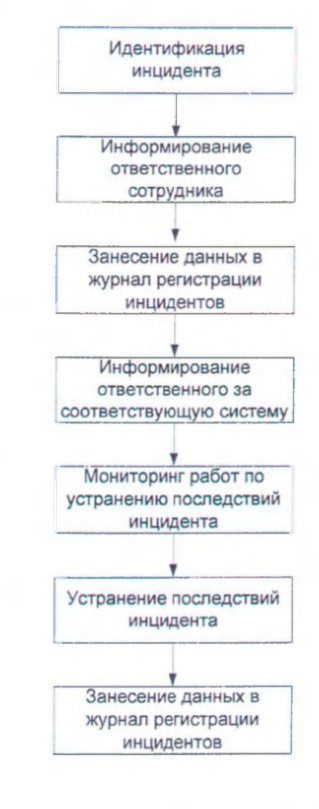 Идентификация
инцидента
Информирование
ответственного
сотрудника
Занесение данных в
журнал регистрации
инцидентов
Информирование
ответственного за
соответствующую систему
Мониторинг работ по
устранению последствий
инцидента
Устранение последствий
инцидента
Занесение данных в
журнал регистрации
инцидентов